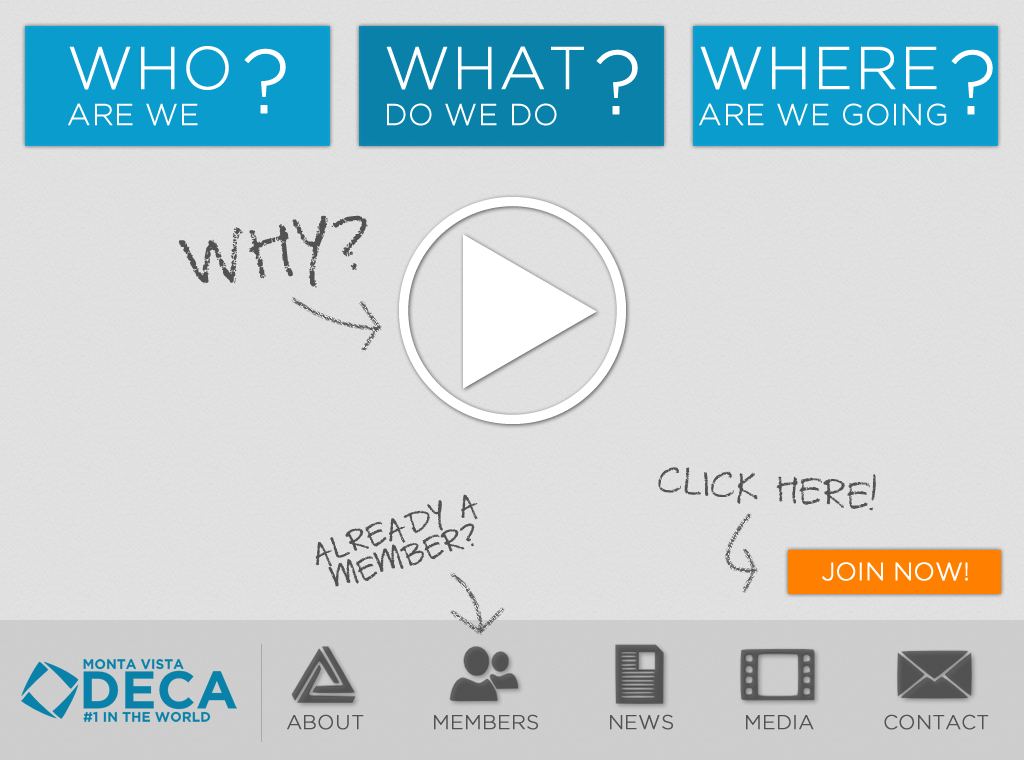 WHO?
ARE WE
WHAT?
DO WE DO
WHERE?
ARE WE GOING
WHY?
CLICK HERE!
ALREADY A
MEMBER?
JOIN NOW!
MONTA VISTA
DECA
#1 IN THE WORLD
ABOUT
MEMBERS
NEWS
MEDIA
CONTACT